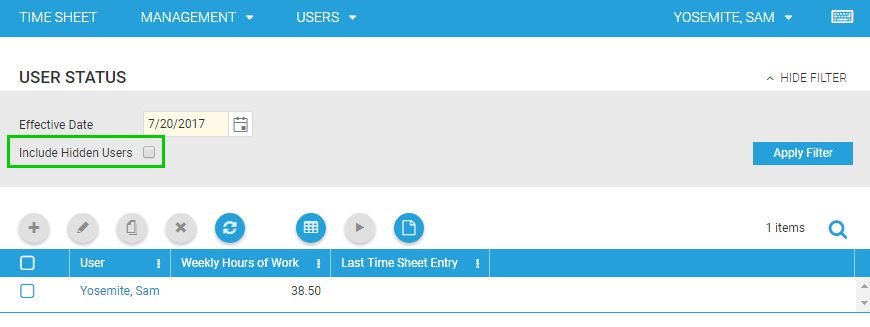 TIME SHEET MANAGEMENT USERS YOSEMITE, SAM
USER STATUS HIDE FILTER
Effective Date 7/20/2017
Include Hidden Users Apply Filter
1 items
User Weekly Hours of Work Last Time Sheet Entry
Yosemite, Sam 38.50